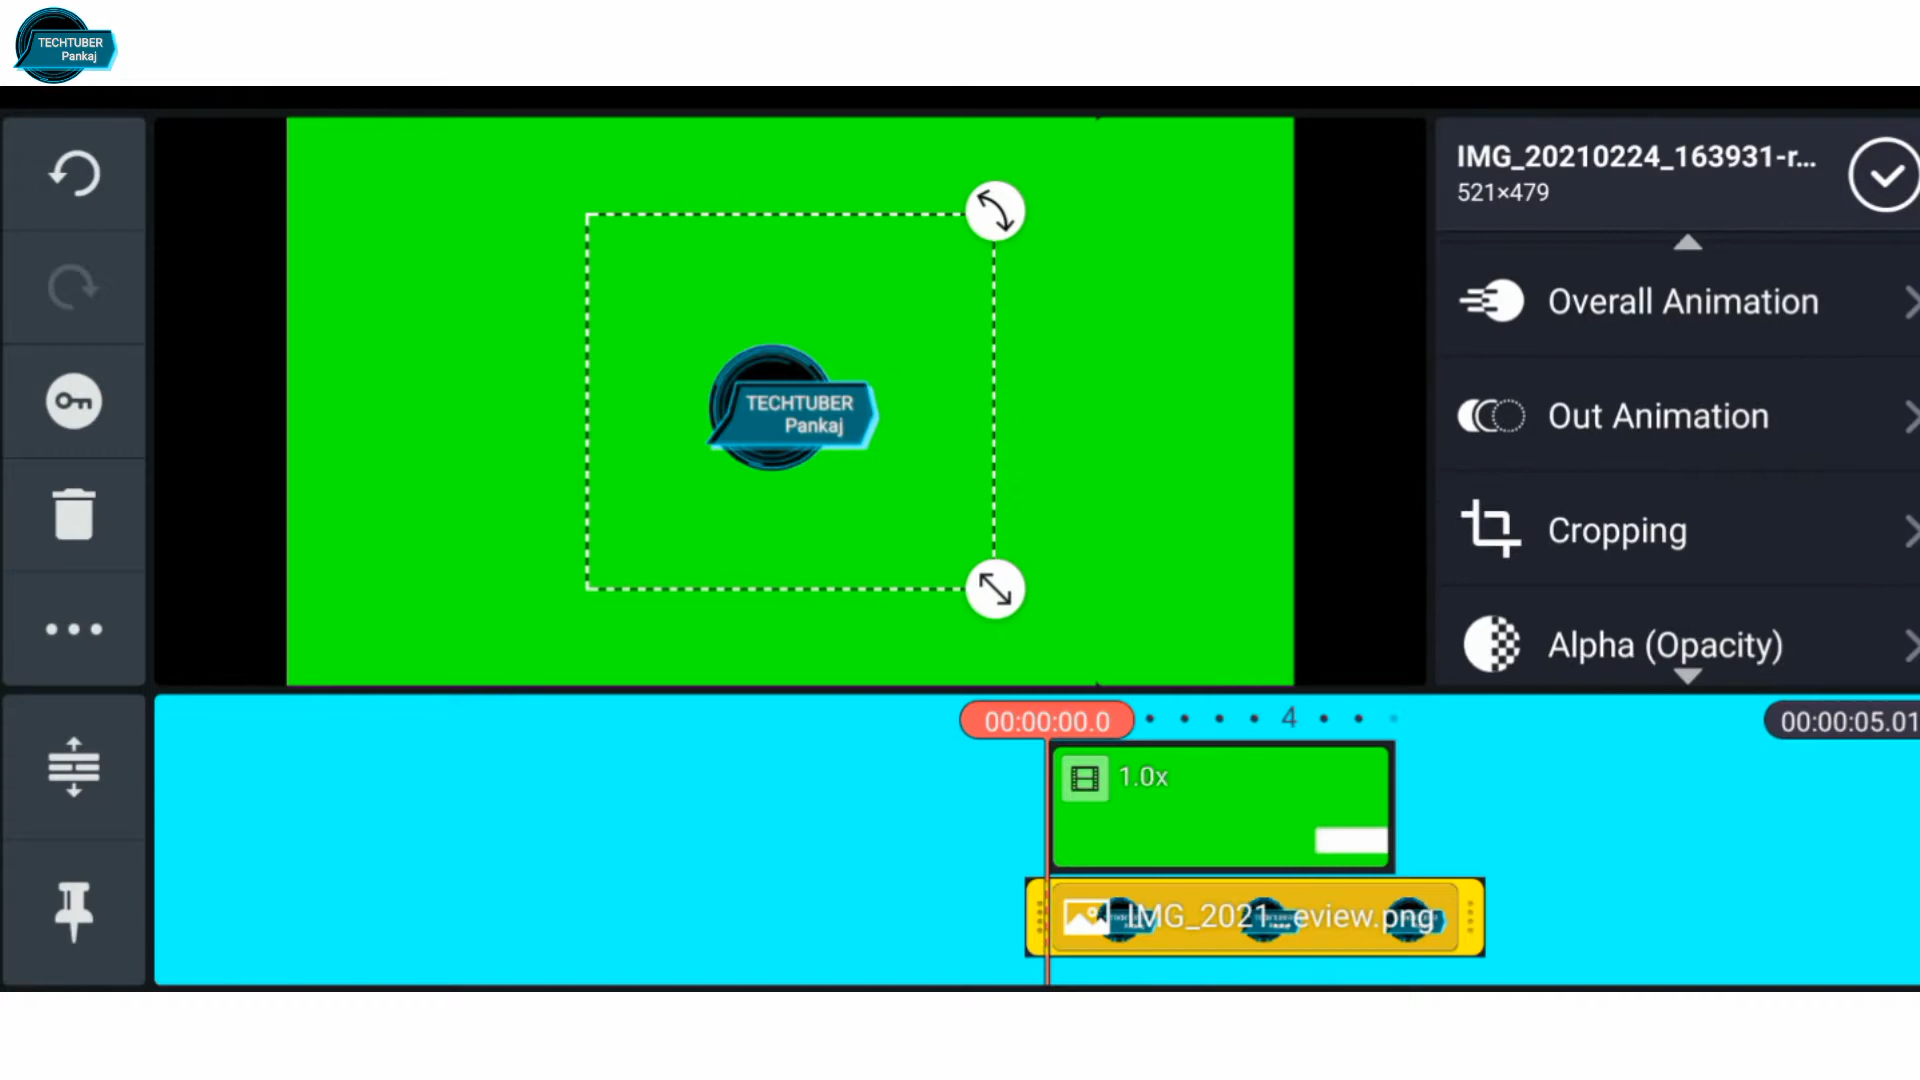 TECHTUBER
Pankaj
IMG_20210224_163931-r...
521×479
Overall Animation
Out Animation
Cropping
Alpha (Opacity)
TECHTUBER
Pankaj
00:00:00.0
4
00:00:05.01
1.0x
IMG_2021 eview.png